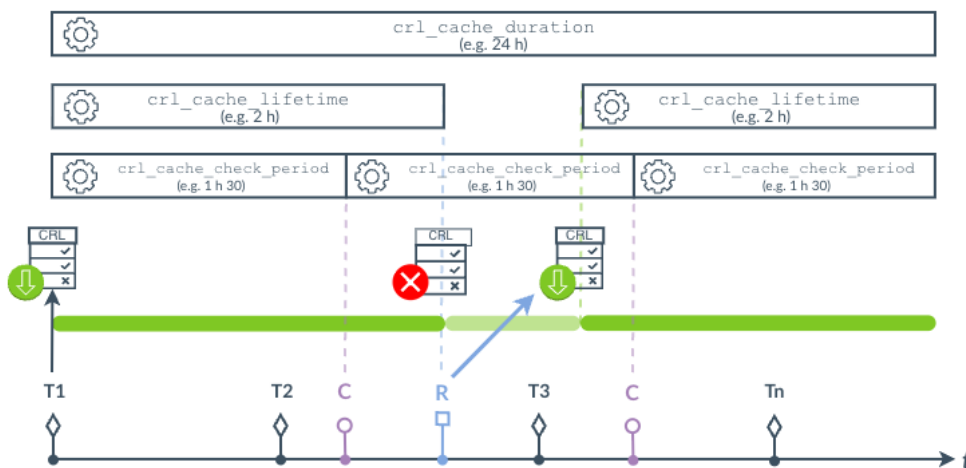 crl_cache_duration
(e.g. 24 h)
crl_cache_lifetime
(e.g. 2 h)
crl_cache_lifetime
(e.g. 2 h)
crl_cache_check_period
(e.g. 1 h 30)
crl_cache_check_period
(e.g. 1 h 30)
crl_cache_check_period
(e.g. 1 h 30)
CRL
CRL
CRL
T1
T2
C
R
T3
C
Tn
t